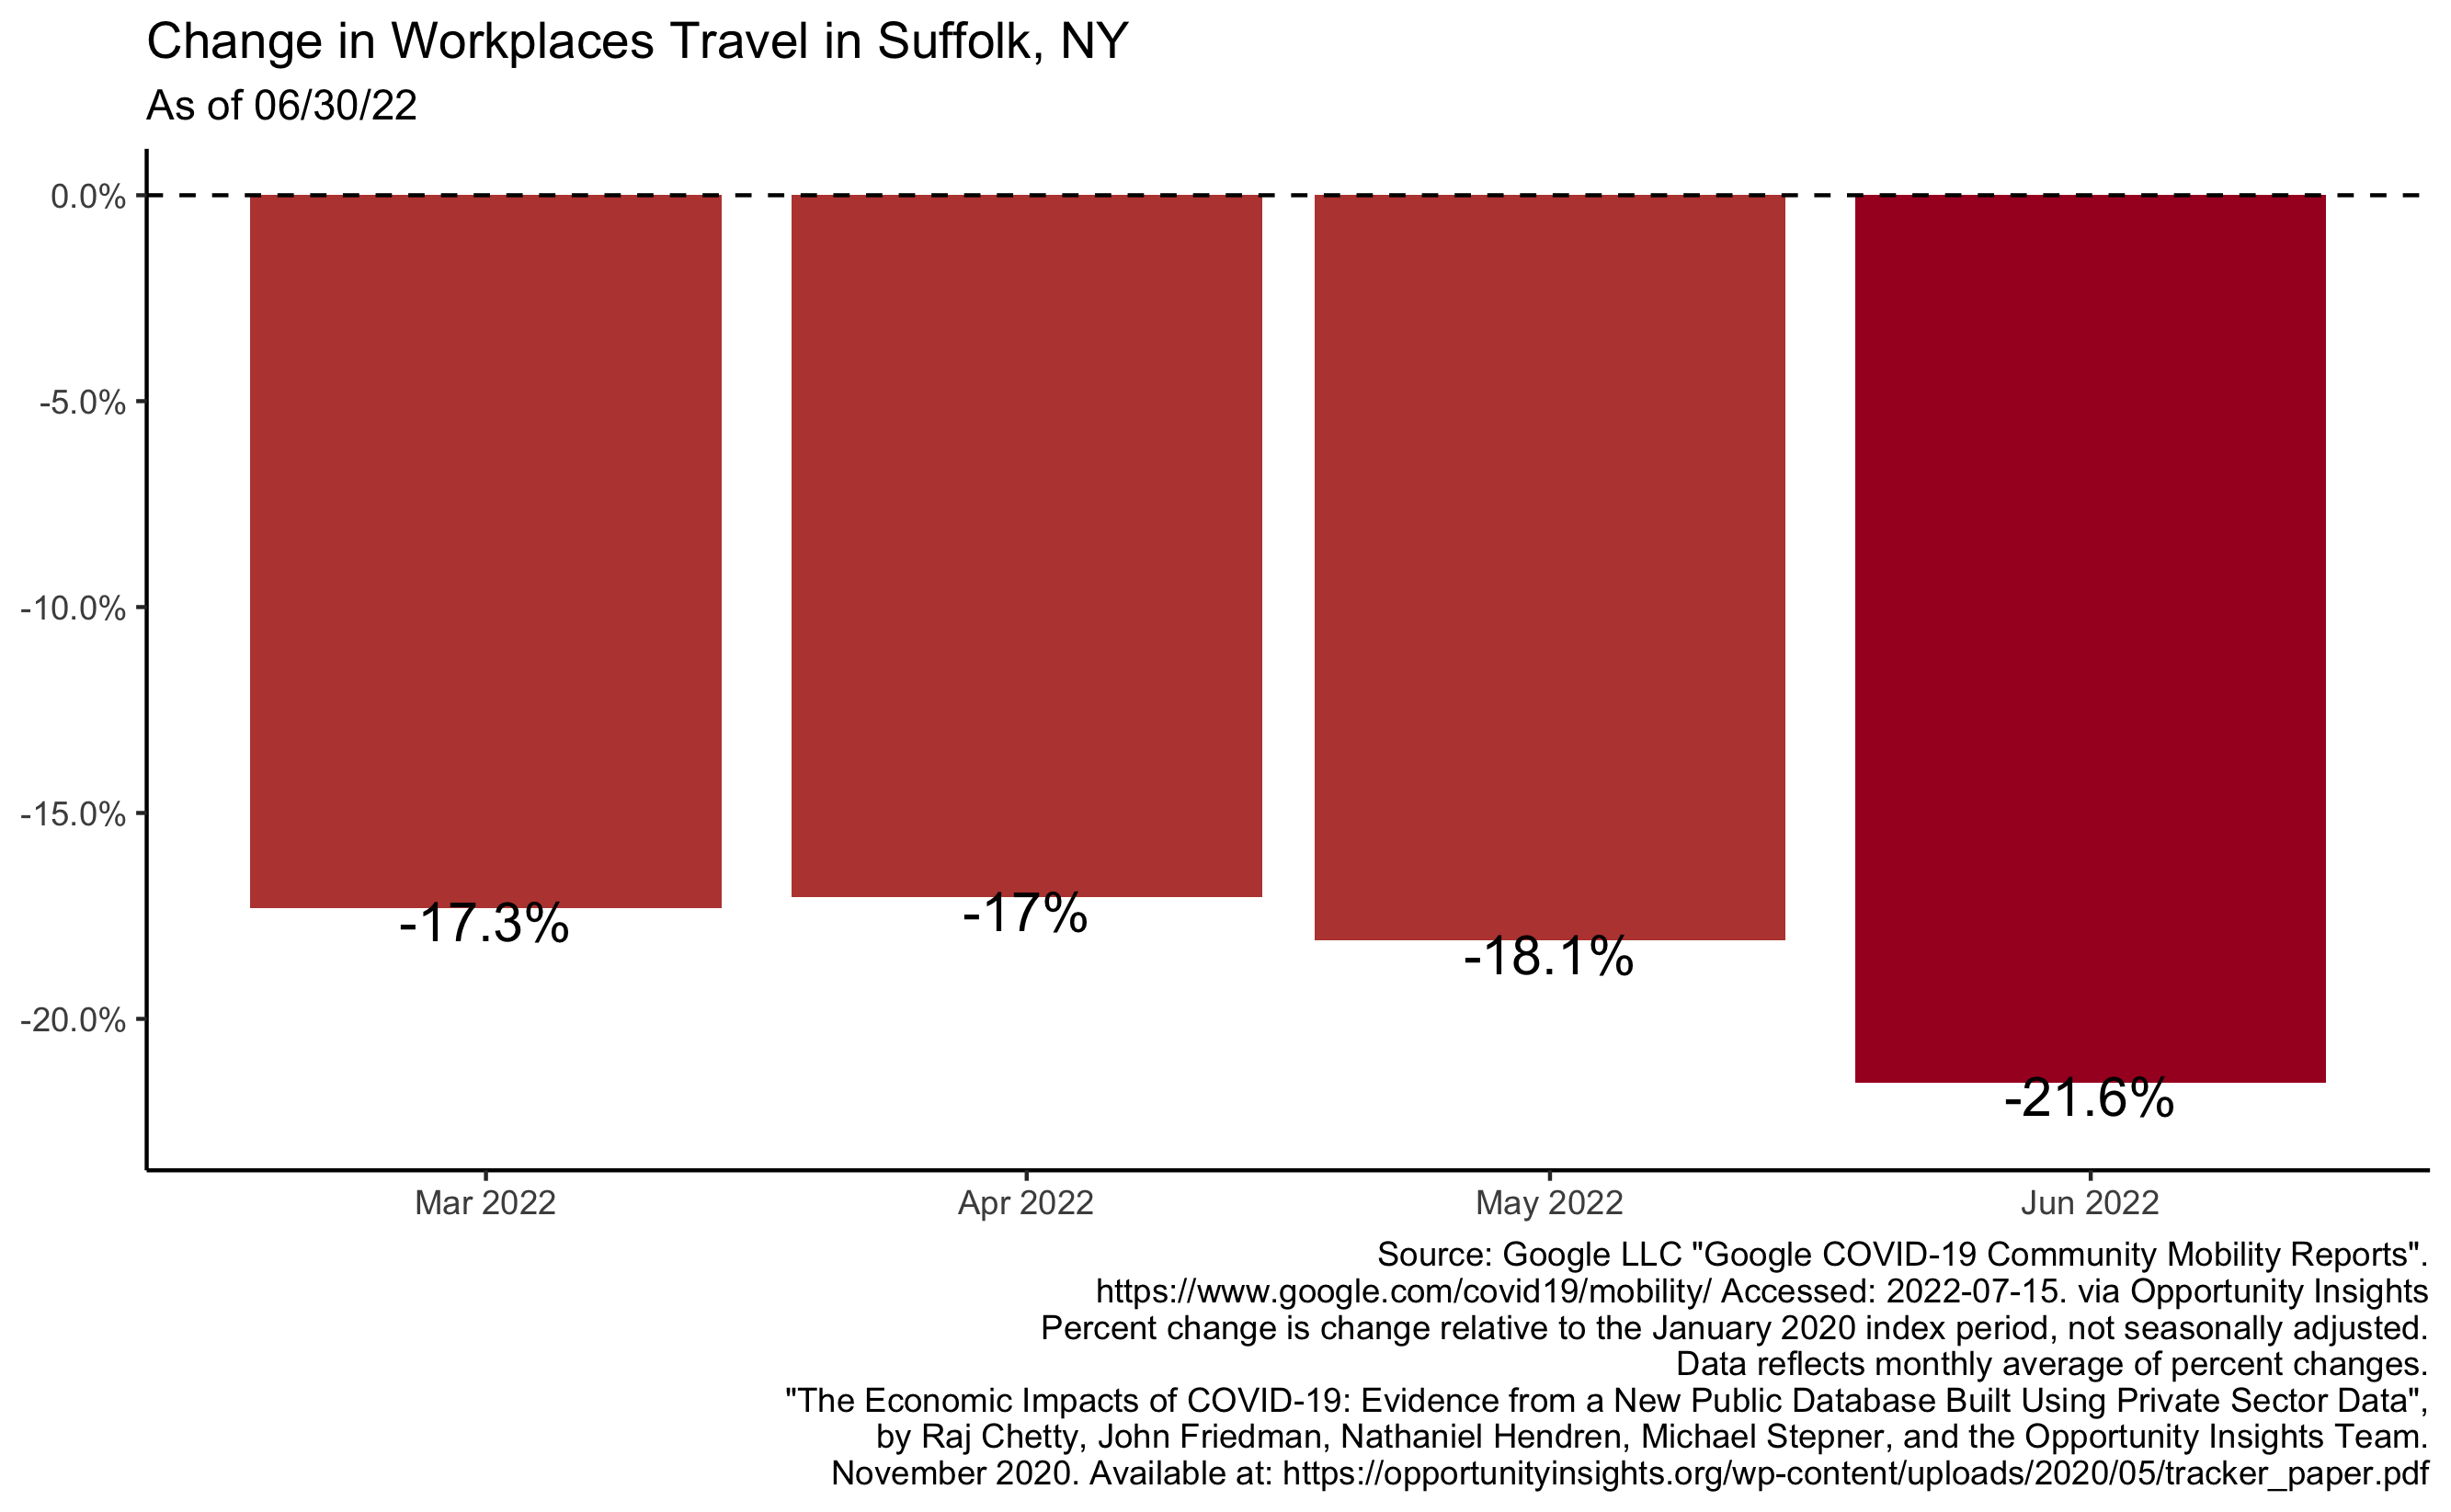 Change in Workplaces Travel in Suffolk, NY
As of 06/30/22
0.0%
-5.0%
-10.0%
-15.0%
-20.0%
-17.3%
-17%
-18.1%
-21.6%
Mar 2022
Apr 2022
May 2022
Jun 2022
Source: Google LLC "Google COVID-19 Community Mobility Reports".
https://www.google.com/covid19/mobility/ Accessed: 2022-07-15. via Opportunity Insights
Percent change is change relative to the January 2020 index period, not seasonally adjusted.
Data reflects monthly average of percent changes.
"The Economic Impacts of COVID-19: Evidence from a New Public Database Built Using Private Sector Data",
by Raj Chetty, John Friedman, Nathaniel Hendren, Michael Stepner, and the Opportunity Insights Team.
November 2020. Available at: https://opportunityinsights.org/wp-content/uploads/2020/05/tracker_paper.pdf